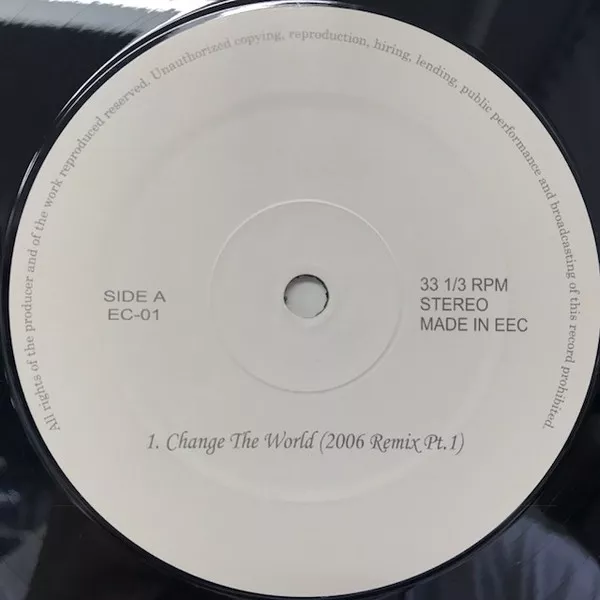 All rights of the producer and of the work reproduced reserved. Unauthorized copying, reproduction, hiring, lending, public performance and broadcasting of this record prohibited.
SIDE A
EC-01
33 1/3 RPM
STEREO
MADE IN EEC
1. Change The World (2006 Remix Pt.1)